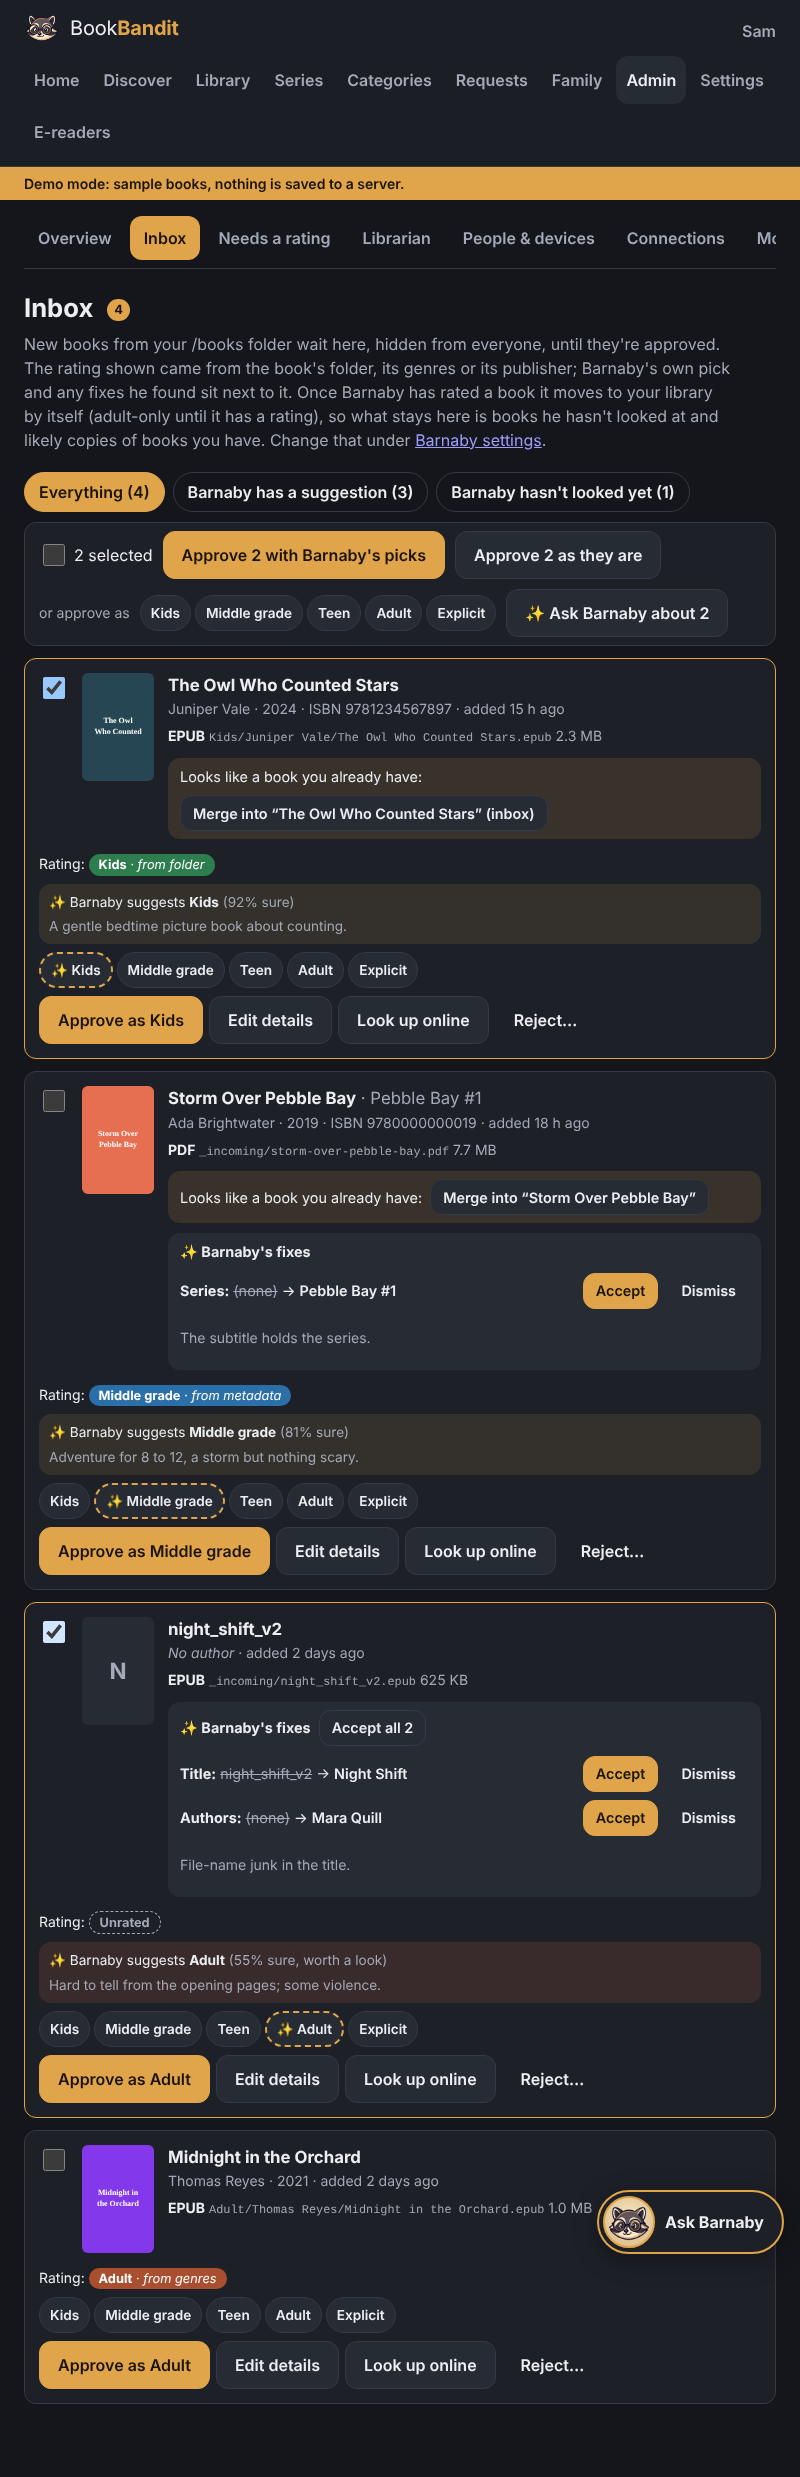 BookBandit
Sam
Home Discover Library Series Categories Requests Family Admin Settings
E-readers
Demo mode: sample books, nothing is saved to a server.
Overview Inbox Needs a rating Librarian People & devices Connections Mo
Inbox 4
New books from your /books folder wait here, hidden from everyone, until they're approved.
The rating shown came from the book's folder, its genres or its publisher; Barnaby's own pick
and any fixes he found sit next to it. Once Barnaby has rated a book it moves to your library
by itself (adult-only until it has a rating), so what stays here is books he hasn't looked at and
likely copies of books you have. Change that under Barnaby settings.
Everything (4) Barnaby has a suggestion (3) Barnaby hasn't looked yet (1)
2 selected Approve 2 with Barnaby's picks Approve 2 as they are
or approve as Kids Middle grade Teen Adult Explicit ✨ Ask Barnaby about 2
The Owl
Who Counted
The Owl Who Counted Stars
Juniper Vale · 2024 · ISBN 9781234567897 · added 15 h ago
EPUB Kids/Juniper Vale/The Owl Who Counted Stars.epub 2.3 MB
Looks like a book you already have:
Merge into “The Owl Who Counted Stars” (inbox)
Rating: Kids · from folder
✨ Barnaby suggests Kids (92% sure)
A gentle bedtime picture book about counting.
✨ Kids Middle grade Teen Adult Explicit
Approve as Kids Edit details Look up online Reject...
Storm Over
Pebble Bay
Storm Over Pebble Bay · Pebble Bay #1
Ada Brightwater · 2019 · ISBN 9780000000019 · added 18 h ago
PDF _incoming/storm-over-pebble-bay.pdf 7.7 MB
Looks like a book you already have: Merge into “Storm Over Pebble Bay”
✨ Barnaby's fixes
Series: (none) → Pebble Bay #1 Accept Dismiss
The subtitle holds the series.
Rating: Middle grade · from metadata
✨ Barnaby suggests Middle grade (81% sure)
Adventure for 8 to 12, a storm but nothing scary.
Kids ✨ Middle grade Teen Adult Explicit
Approve as Middle grade Edit details Look up online Reject...
N
night_shift_v2
No author · added 2 days ago
EPUB _incoming/night_shift_v2.epub 625 KB
✨ Barnaby's fixes Accept all 2
Title: night_shift_v2 → Night Shift Accept Dismiss
Authors: (none) → Mara Quill Accept Dismiss
File-name junk in the title.
Rating: Unrated
✨ Barnaby suggests Adult (55% sure, worth a look)
Hard to tell from the opening pages; some violence.
Kids Middle grade Teen ✨ Adult Explicit
Approve as Adult Edit details Look up online Reject...
Midnight in
the Orchard
Midnight in the Orchard
Thomas Reyes · 2021 · added 2 days ago
EPUB Adult/Thomas Reyes/Midnight in the Orchard.epub 1.0 MB
Ask Barnaby
Rating: Adult · from genres
Kids Middle grade Teen Adult Explicit
Approve as Adult Edit details Look up online Reject...